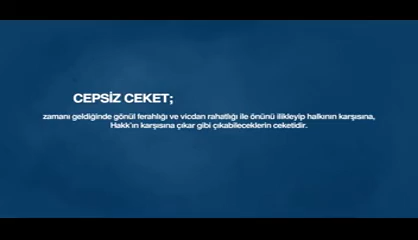 CEPSİZ CEKET;
zamanı geldiğinde gönül ferahlığı ve vicdan rahatlığı ile önünü ilikleyip halkının karşısına,
Hakk'ın karşısına çıkar gibi çıkabileceklerin ceketidir.